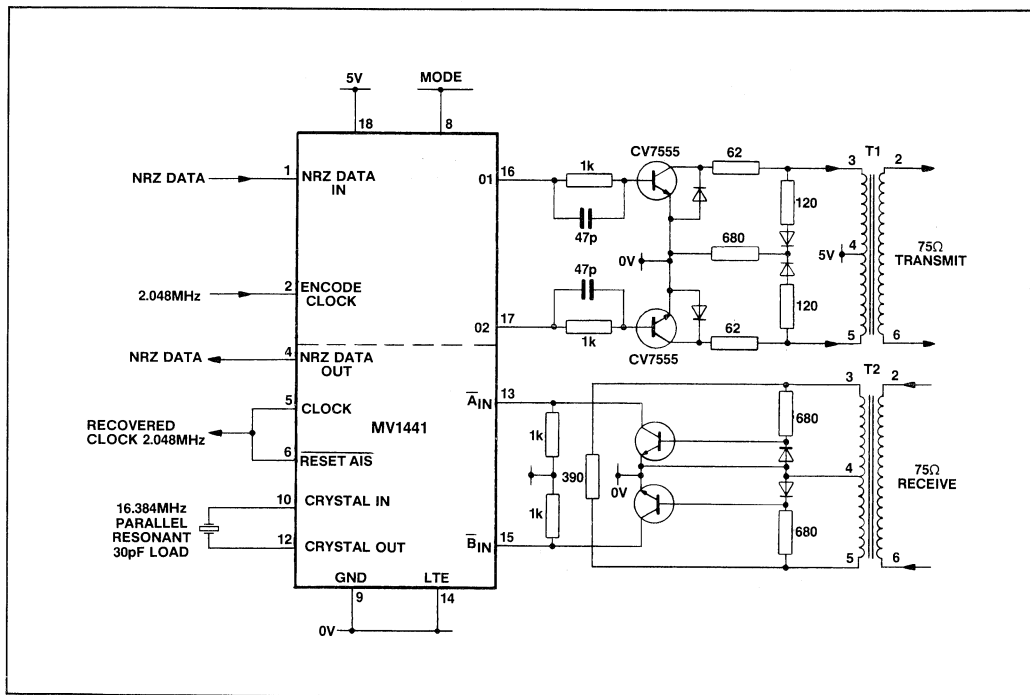 5V
MODE
18
8
NRZ DATA
1
NRZ DATA
IN
01
16
1k
47p
CV7555
62
T1
3
2
120
680
0V
5V
4
75Ω
TRANSMIT
2.048MHz
2
ENCODE
CLOCK
47p
120
02
17
1k
62
5
6
CV7555
NRZ DATA
4
NRZ DATA
OUT
T2
3
2
5
CLOCK
A̅IN
13
680
RECOVERED
CLOCK 2.048MHz
MV1441
1k
6
RESET AIS
390
0V
4
75Ω
RECEIVE
10
CRYSTAL IN
16.384MHz
PARALLEL
RESONANT
30pF LOAD
1k
680
12
CRYSTAL OUT
B̅IN
15
5
6
GND
LTE
9
14
0V